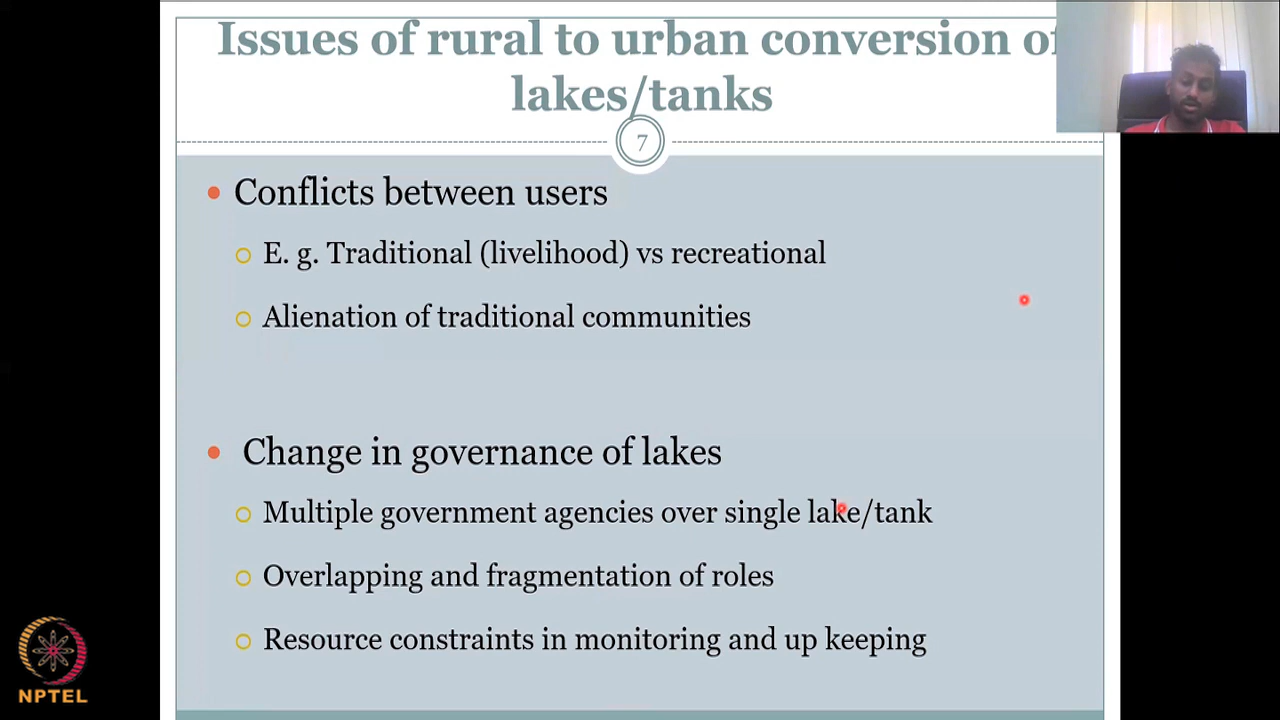 Issues of rural to urban conversion of
lakes/tanks
7
Conflicts between users
E. g. Traditional (livelihood) vs recreational
Alienation of traditional communities
Change in governance of lakes
Multiple government agencies over single lake/tank
Overlapping and fragmentation of roles
Resource constraints in monitoring and up keeping
NPTEL